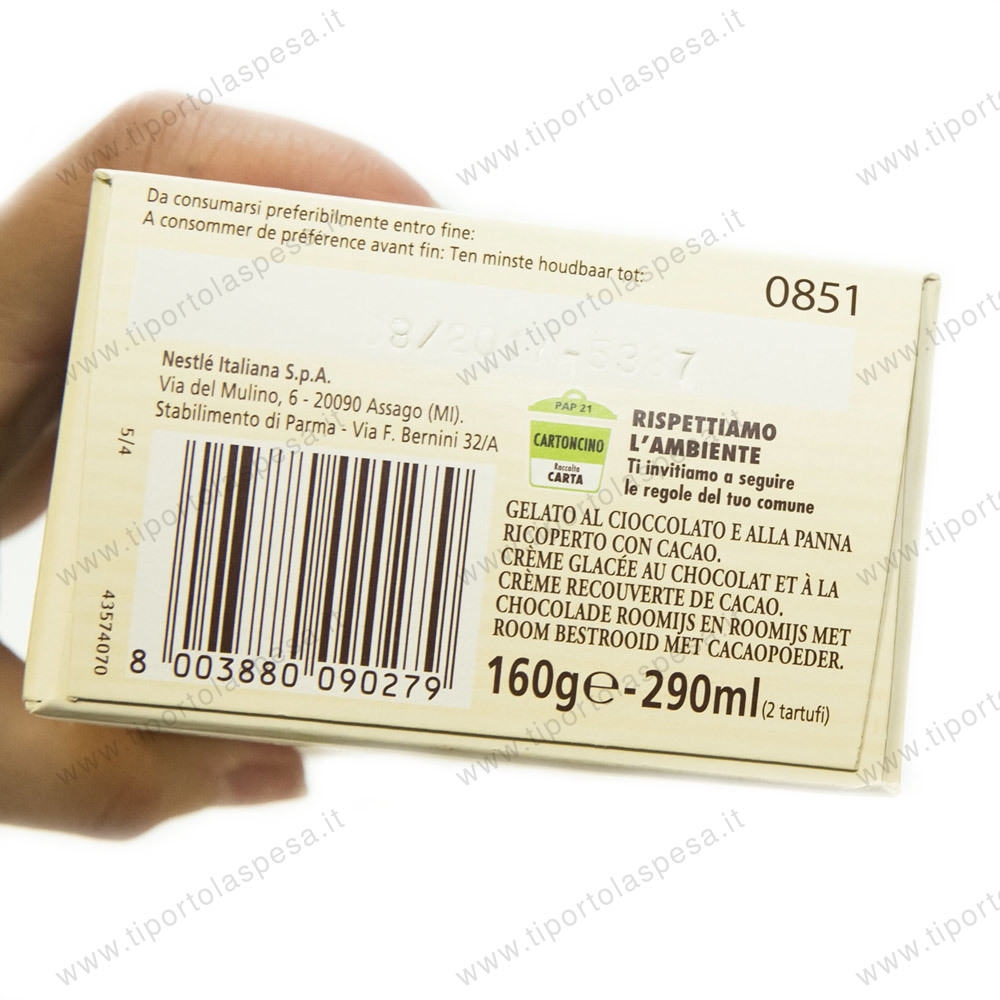 Da consumarsi preferibilmente entro fine:
A consommer de préférence avant fin: Ten minste houdbaar tot:
0851
Nestlé Italiana S.p.A.
Via del Mulino, 6 - 20090 Assago (MI).
Stabilimento di Parma - Via F. Bernini 32/A
5/4
43574070
8 003880 090279
PAP 21
CARTONCINO
Raccolta
CARTA
RISPETTIAMO
L'AMBIENTE
Ti invitiamo a seguire
le regole del tuo comune
GELATO AL CIOCCOLATO E ALLA PANNA
RICOPERTO CON CACAO.
CRÈME GLACÉE AU CHOCOLAT ET À LA
CRÈME RECOUVERTE DE CACAO.
CHOCOLADE ROOMIJS EN ROOMIJS MET
ROOM BESTROOID MET CACAOPOEDER.
160g℮-290ml (2 tartufi)
www.tiportolaspesa.it